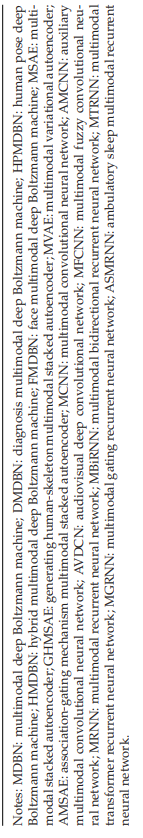 Notes: MDBN: multimodal deep Boltzmann machine; DMDBN: diagnosis multimodal deep Boltzmann machine; HPMDBN: human pose deep
Boltzmann machine; HMDBN: hybrid multimodal deep Boltzmann machine; FMDBN: face multimodal deep Boltzmann machine; MSAE: multi-
modal stacked autoencoder; GHMSAE: generating human-skeleton multimodal stacked autoencoder; MVAE: multimodal variational autoencoder;
AMSAE: association-gating mechanism multimodal stacked autoencoder; MCNN: multimodal convolutional neural network; AMCNN: auxiliary
multimodal convolutional neural network; AVDCN: audiovisual deep convolutional network; MFCNN: multimodal fuzzy convolutional neu-
ral network; MRNN: multimodal recurrent neural network; MBiRNN: multimodal bidirectional recurrent neural network; MTRNN: multimodal
transformer recurrent neural network; MGRNN: multimodal gating recurrent neural network; ASMRNN: ambulatory sleep multimodal recurrent
neural network.